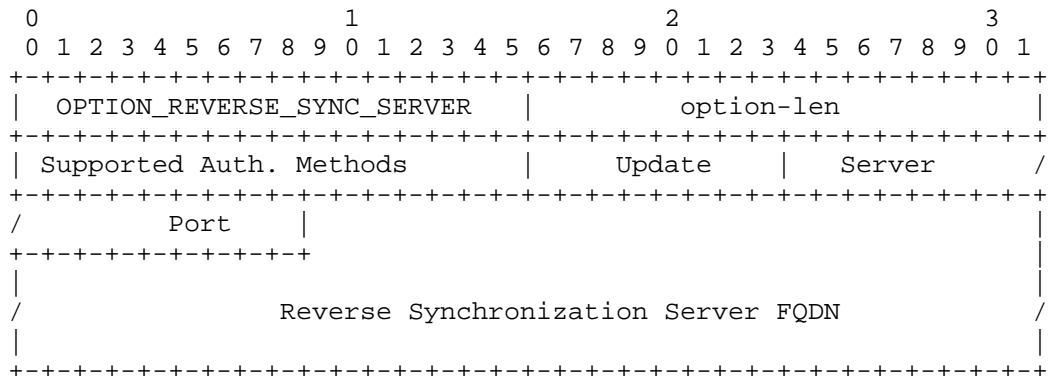 0                   1                   2                   3
 0 1 2 3 4 5 6 7 8 9 0 1 2 3 4 5 6 7 8 9 0 1 2 3 4 5 6 7 8 9 0 1
+-+-+-+-+-+-+-+-+-+-+-+-+-+-+-+-+-+-+-+-+-+-+-+-+-+-+-+-+-+-+-+-+
|  OPTION_REVERSE_SYNC_SERVER   |         option-len            |
+-+-+-+-+-+-+-+-+-+-+-+-+-+-+-+-+-+-+-+-+-+-+-+-+-+-+-+-+-+-+-+-+
| Supported Auth. Methods       |     Update    |   Server      /
+-+-+-+-+-+-+-+-+-+-+-+-+-+-+-+-+-+-+-+-+-+-+-+-+-+-+-+-+-+-+-+-+
/         Port    |                                             |
+-+-+-+-+-+-+-+-+-+                                             |
|                                                               |
/                Reverse Synchronization Server FQDN            /
|                                                               |
+-+-+-+-+-+-+-+-+-+-+-+-+-+-+-+-+-+-+-+-+-+-+-+-+-+-+-+-+-+-+-+-+